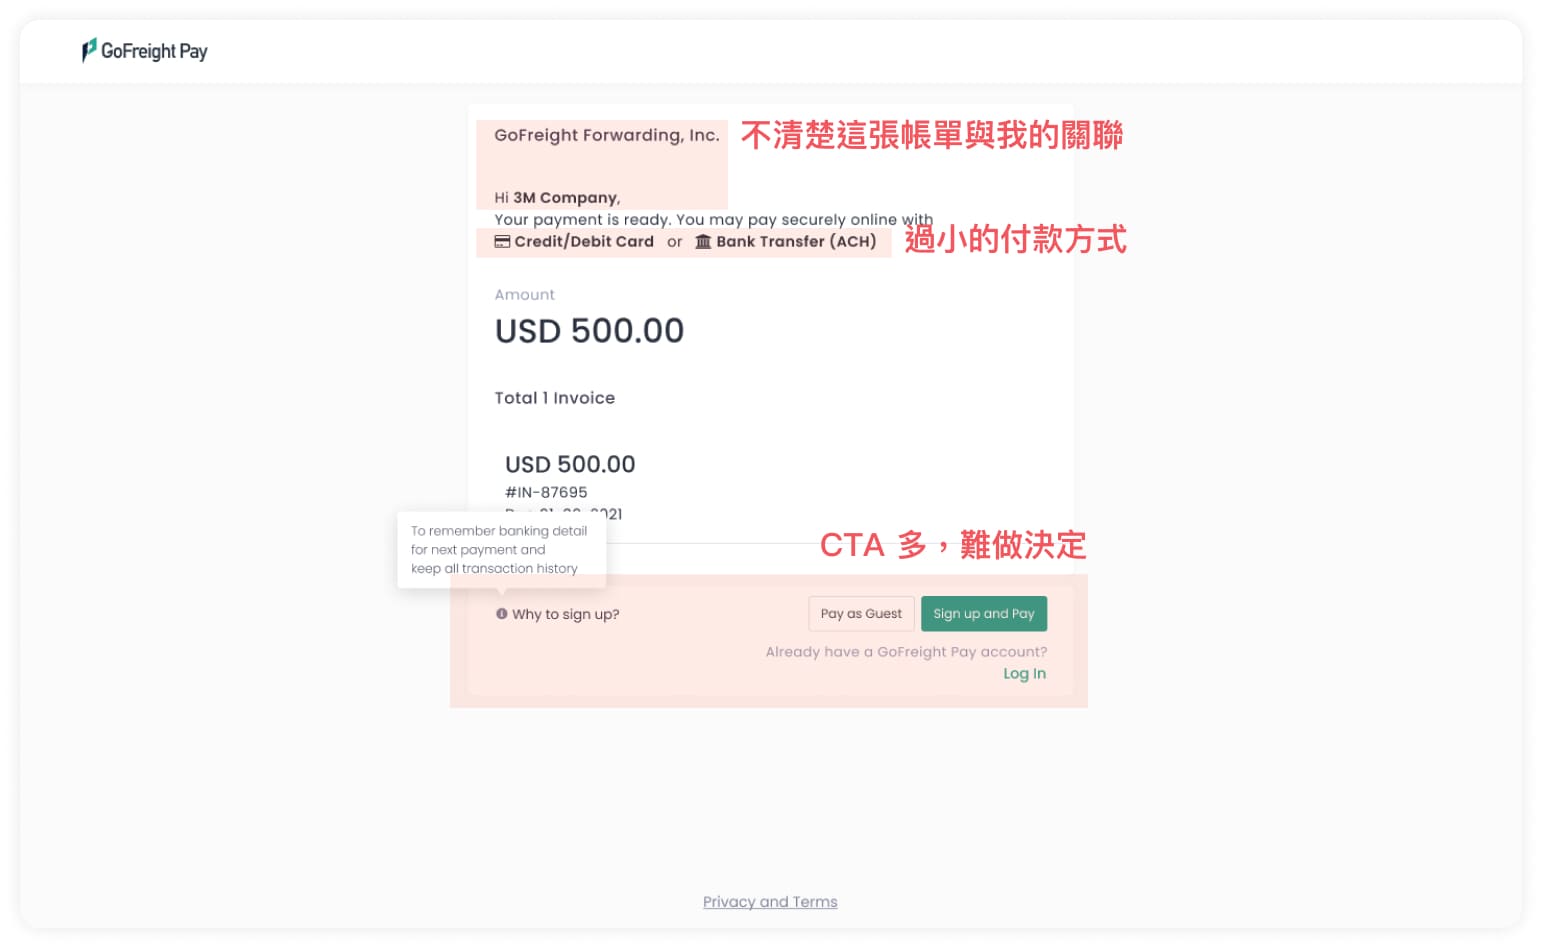 GoFreight Pay
GoFreight Forwarding, Inc.
不清楚這張帳單與我的關聯
Hi 3M Company,
Your payment is ready. You may pay securely online with
Credit/Debit Card or Bank Transfer (ACH)
過小的付款方式
Amount
USD 500.00
Total 1 Invoice
USD 500.00
#IN-87695
2021
To remember banking detail
for next payment and
keep all transaction history
CTA 多，難做決定
Why to sign up?
Pay as Guest
Sign up and Pay
Already have a GoFreight Pay account?
Log In
Privacy and Terms